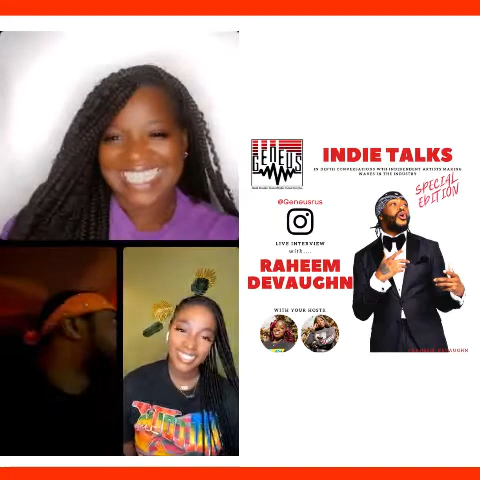 GENEUS
INDIE TALKS
IN DEPTH CONVERSATIONS WITH INDEPENDENT ARTISTS MAKING
WAVES IN THE INDUSTRY
SPECIAL
EDITION
@Geneusrus
LIVE INTERVIEW
with....
RAHEEM
DEVAUGHN
WITH YOUR HOSTS